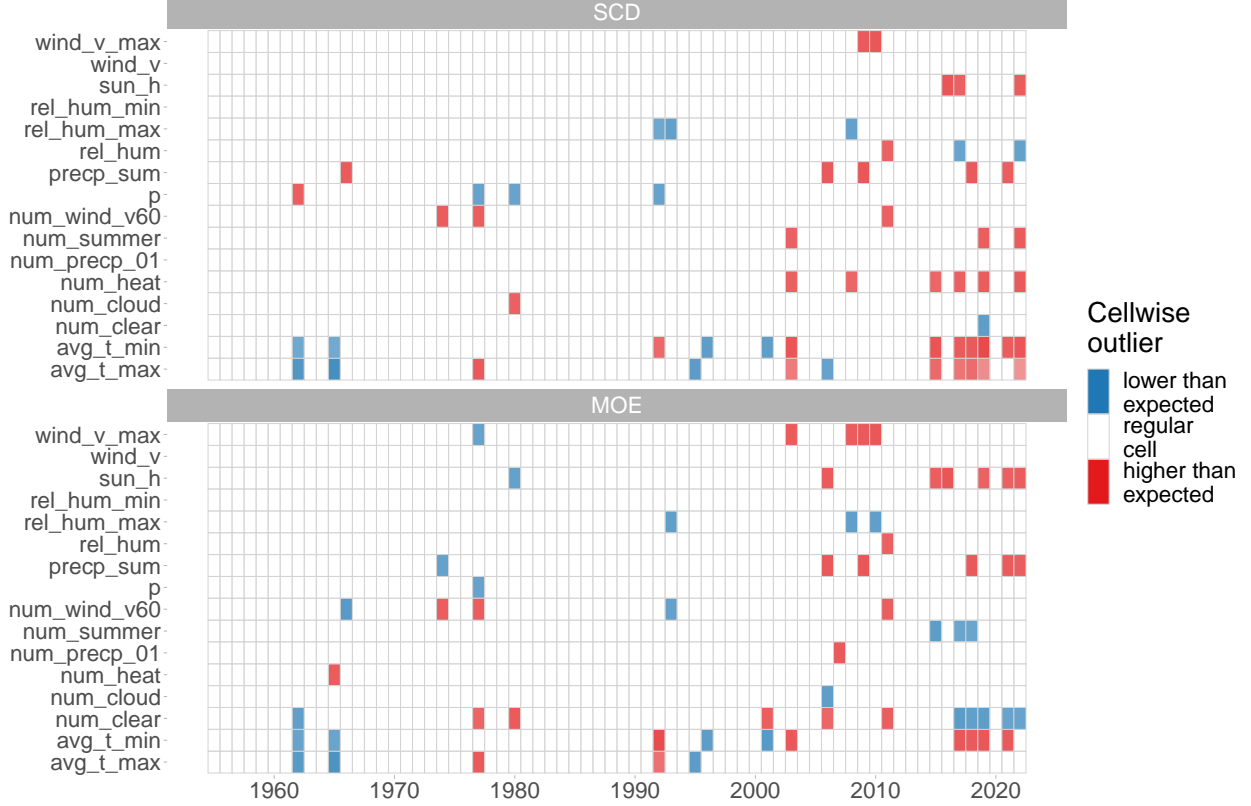 SCD
wind_v_max
wind_v
sun_h
rel_hum_min
rel_hum_max
rel_hum
precp_sum
p
num_wind_v60
num_summer
num_precp_01
num_heat
num_cloud
num_clear
avg_t_min
avg_t_max
MOE
wind_v_max
wind_v
sun_h
rel_hum_min
rel_hum_max
rel_hum
precp_sum
p
num_wind_v60
num_summer
num_precp_01
num_heat
num_cloud
num_clear
avg_t_min
avg_t_max
1960 1970 1980 1990 2000 2010 2020
Cellwise
outlier
lower than
expected
regular
cell
higher than
expected